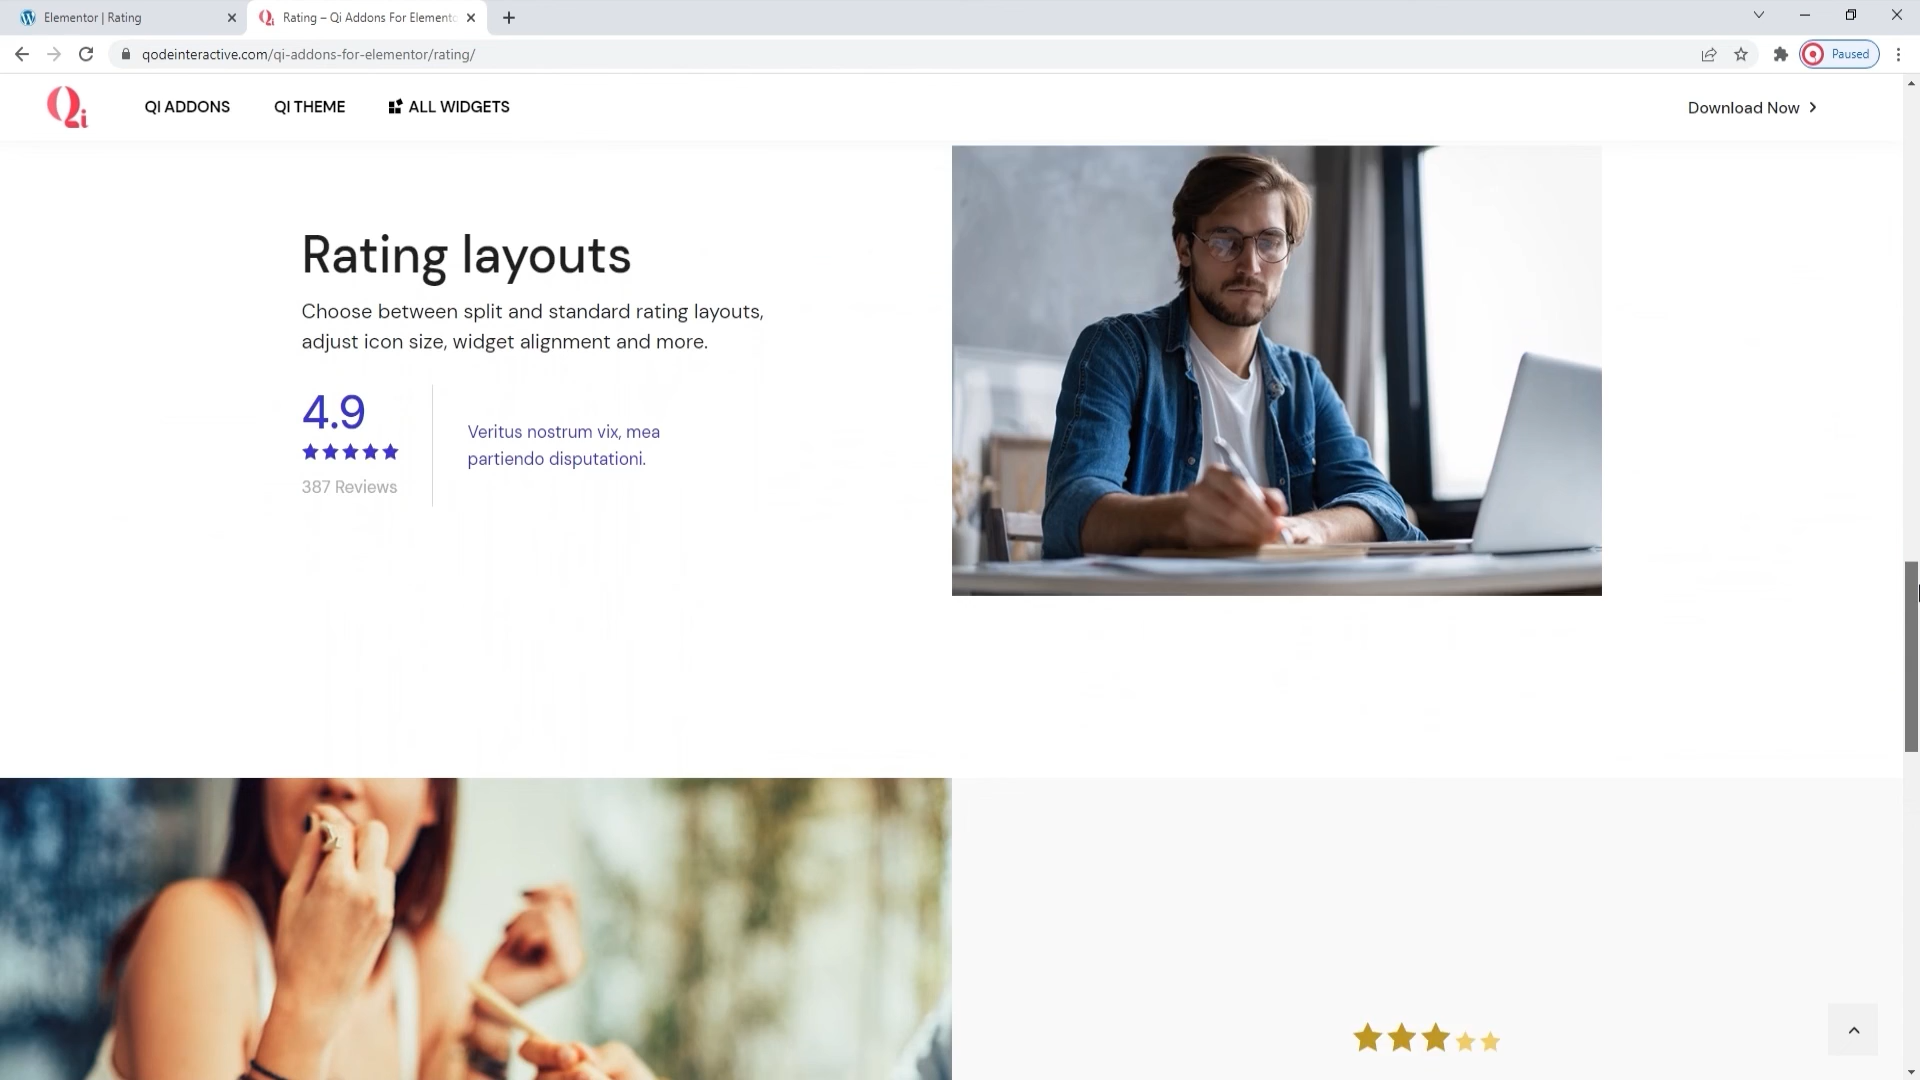 Elementor | Rating
Rating – Qi Addons For Elemento
qodeinteractive.com/qi-addons-for-elementor/rating/
Paused
Qi
QI ADDONS
QI THEME
ALL WIDGETS
Download Now
Rating layouts
Choose between split and standard rating layouts,
adjust icon size, widget alignment and more.
4.9
387 Reviews
Veritus nostrum vix, mea
partiendo disputationi.